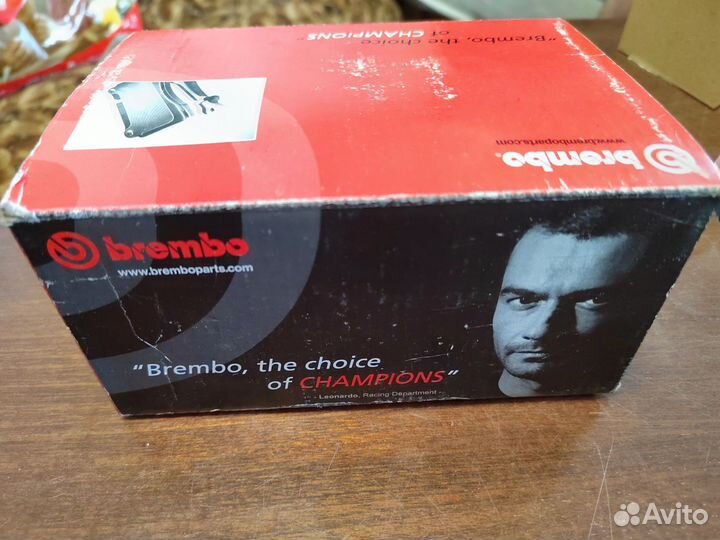 "Brembo, the choice
of CHAMPIONS"
brembo
www.bremboparts.com
brembo
www.bremboparts.com
"Brembo, the choice
of CHAMPIONS"
- Leonardo, Racing Department -
Avito